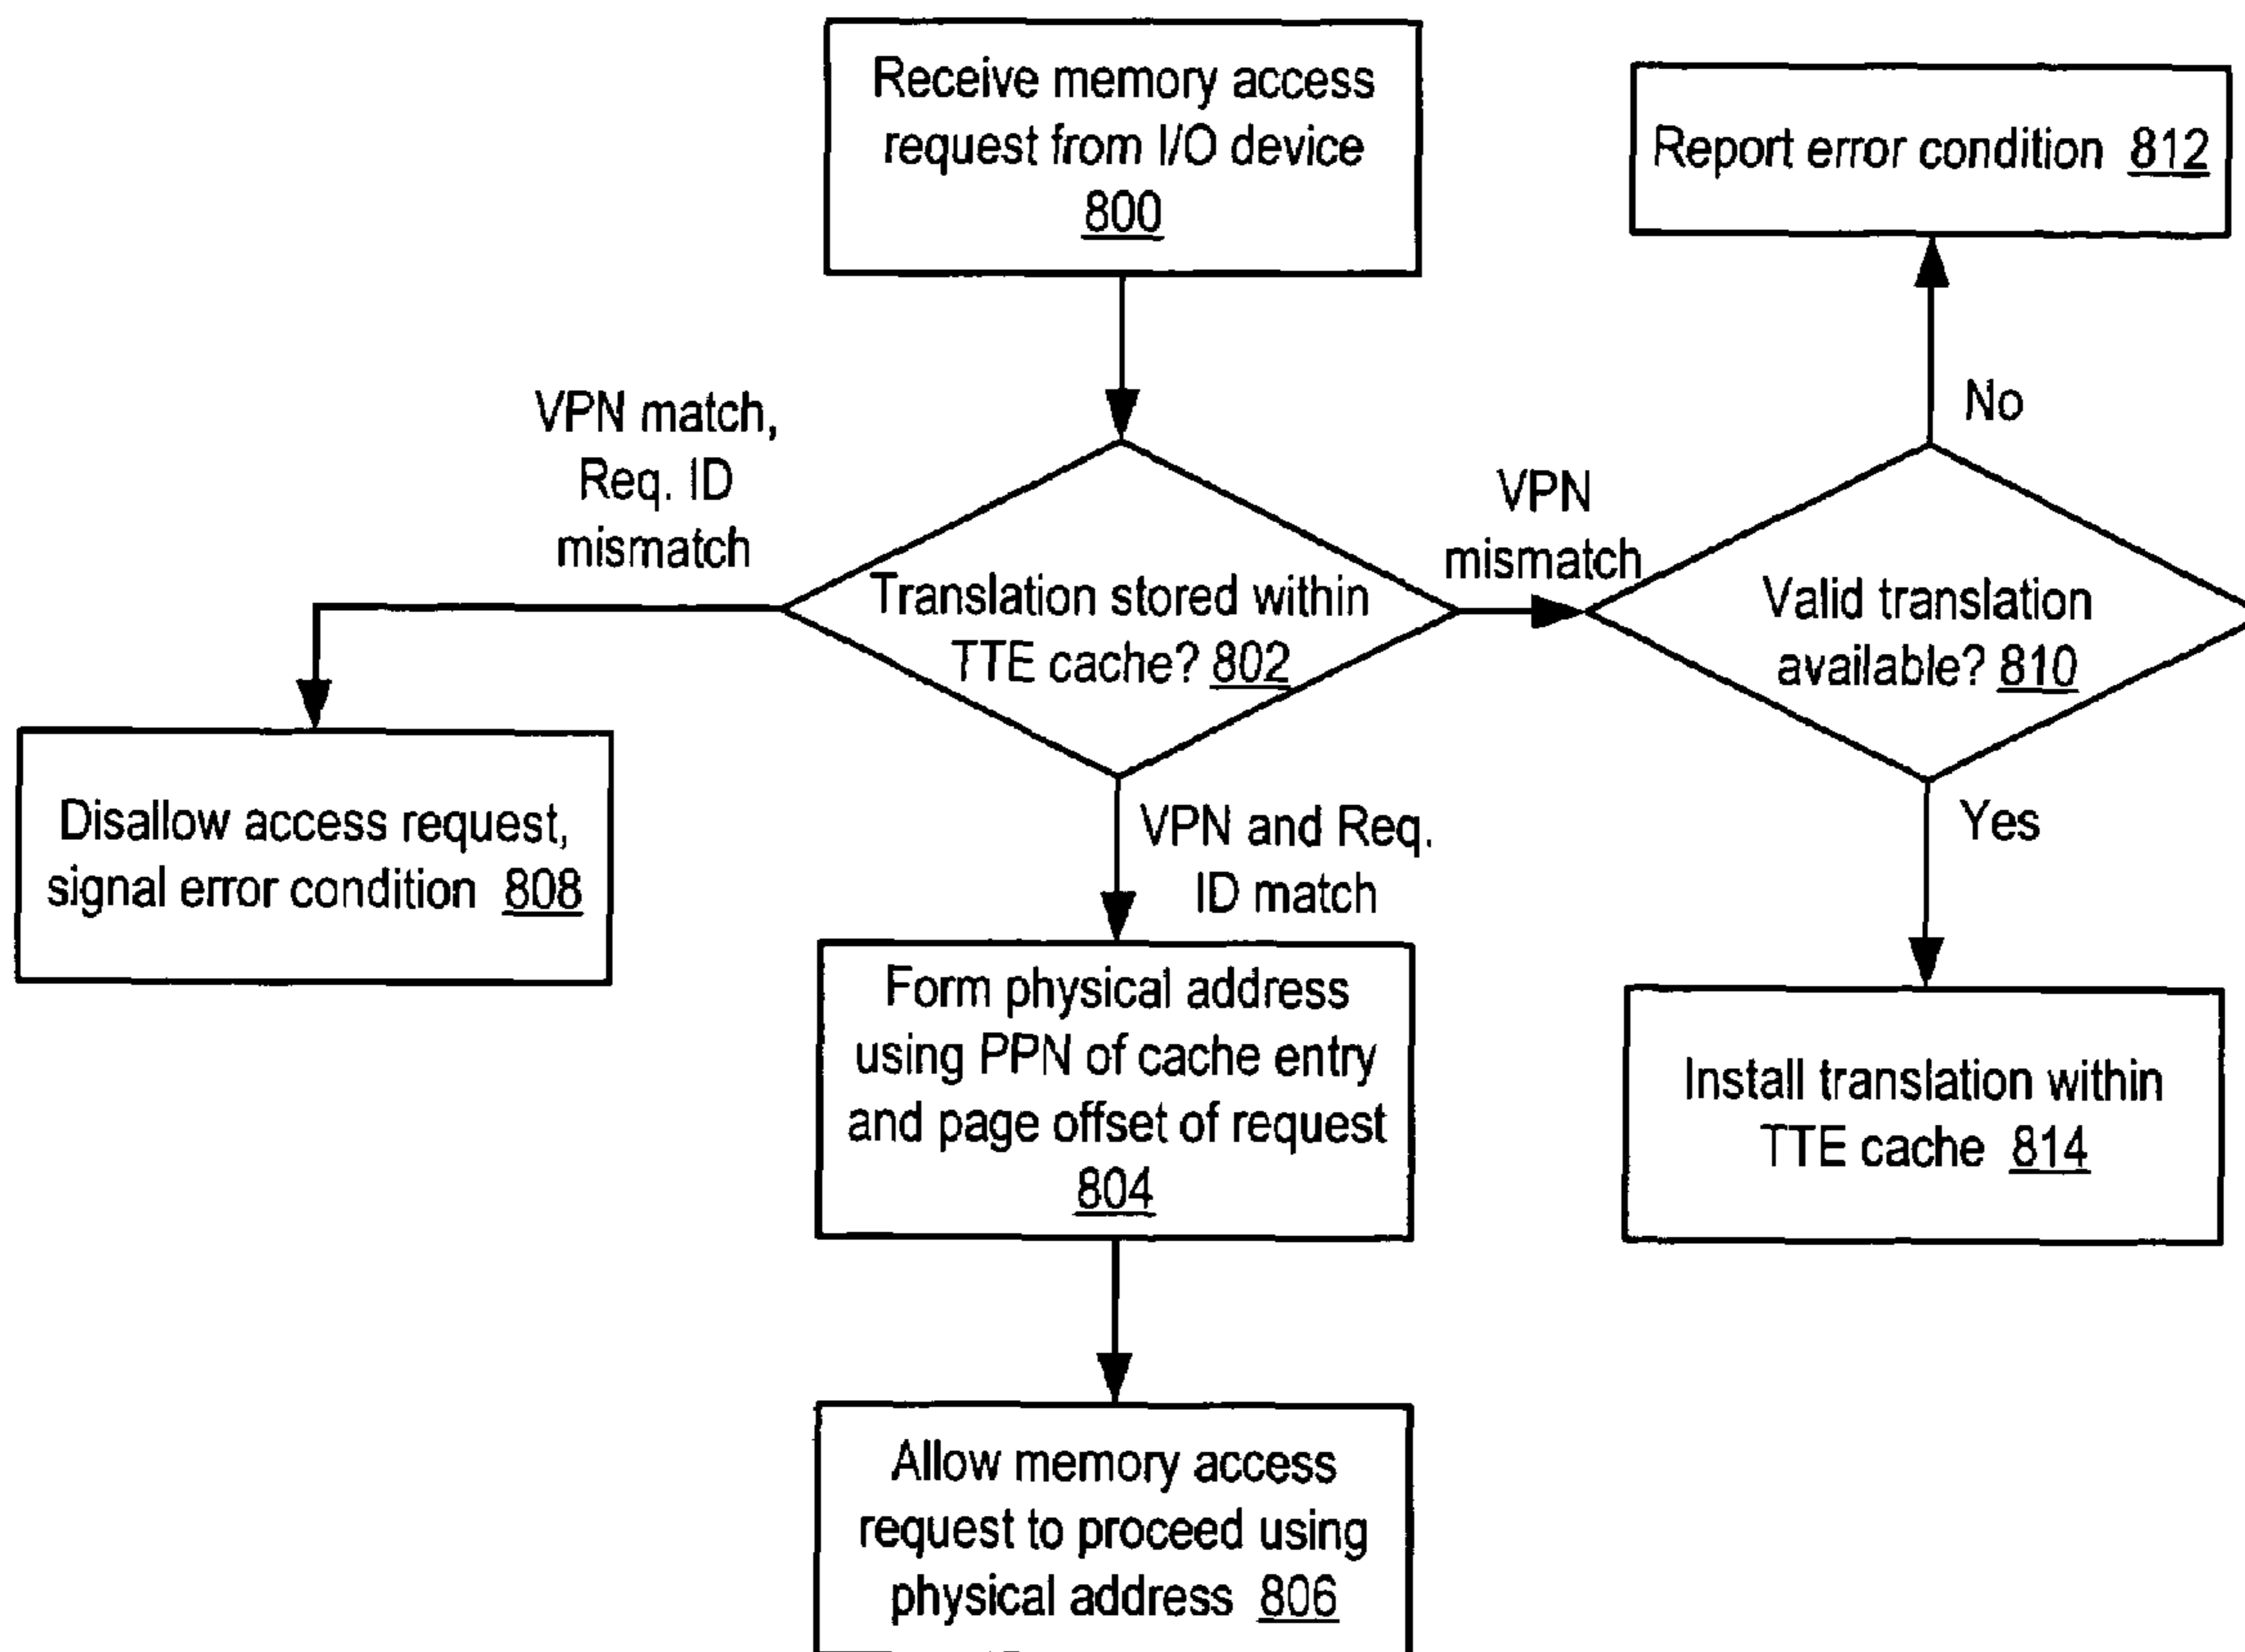 Receive memory access
request from I/O device
800
Report error condition 812
No
VPN match,
Req. ID
mismatch
VPN
mismatch
Translation stored within
TTE cache? 802
Valid translation
available? 810
Yes
Disallow access request,
signal error condition 808
VPN and Req.
ID match
Form physical address
using PPN of cache entry
and page offset of request
804
Install translation within
TTE cache 814
Allow memory access
request to proceed using
physical address 806